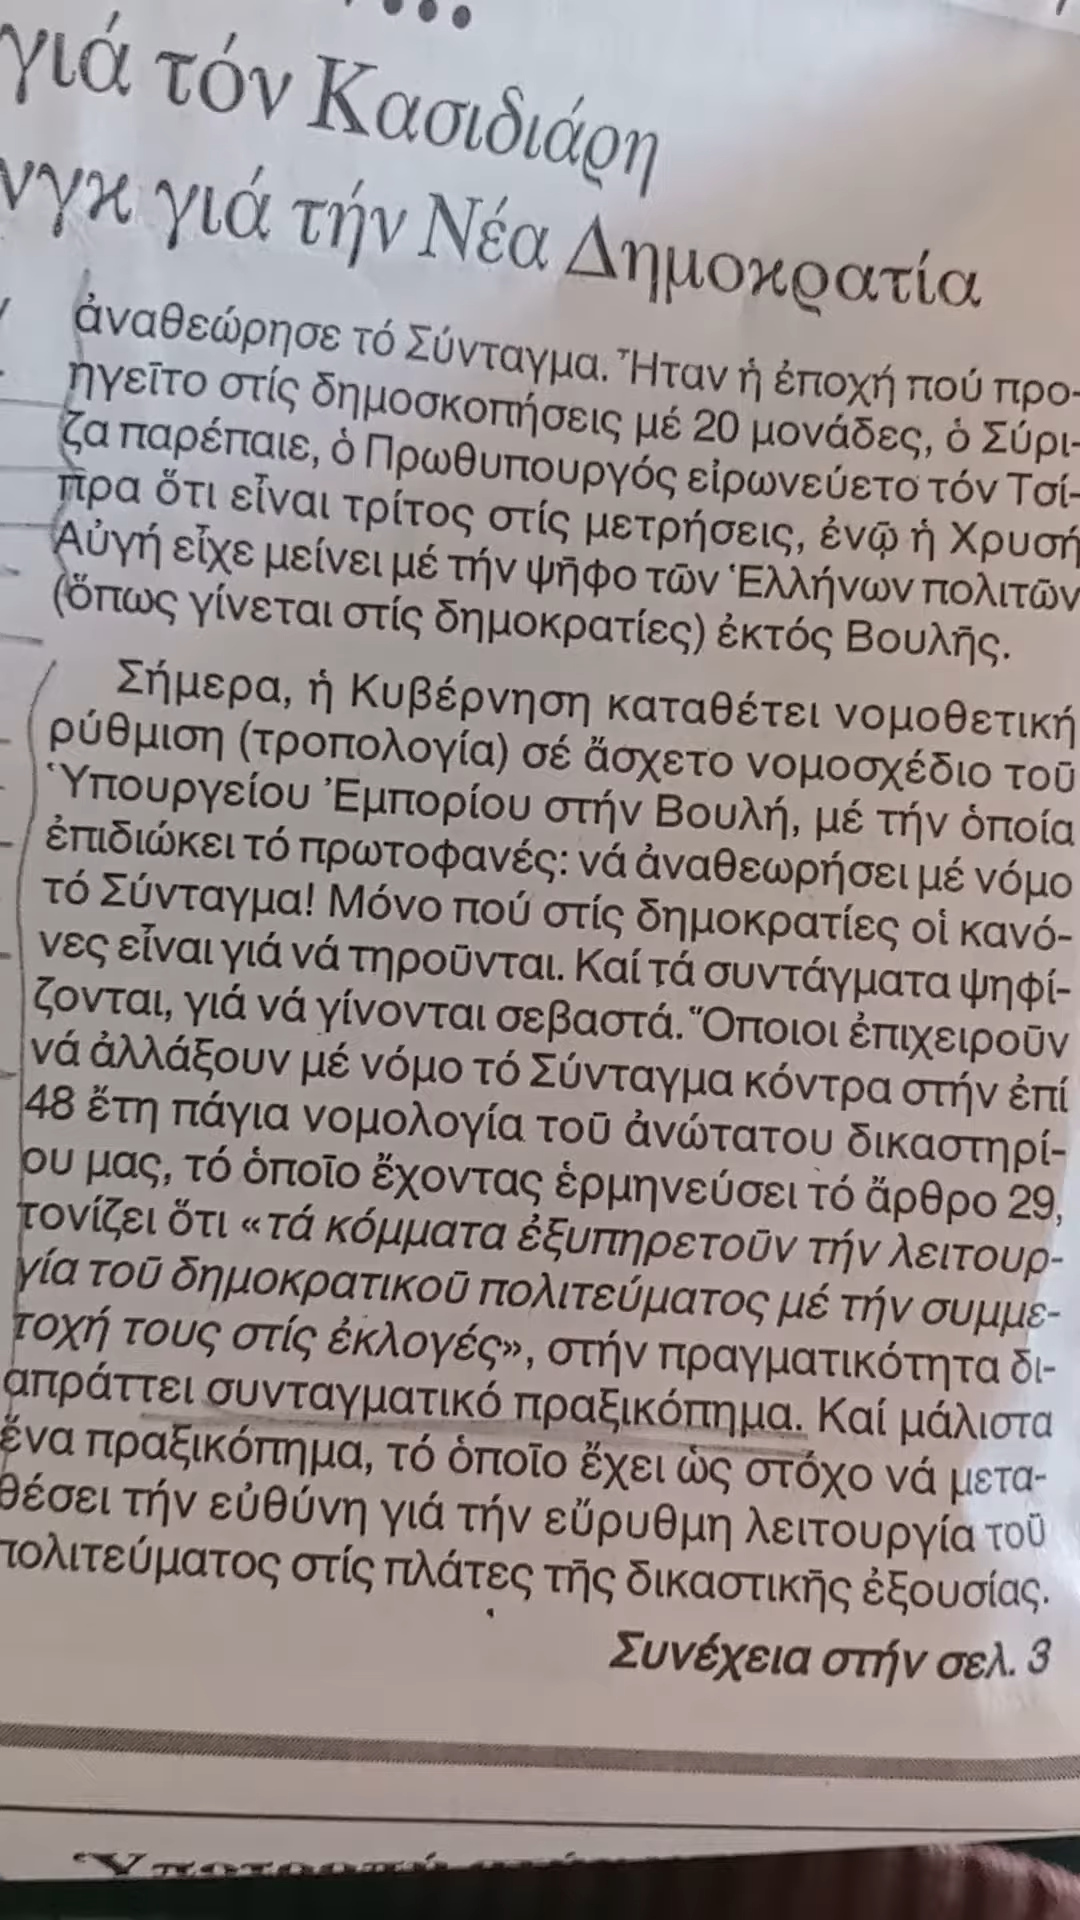 γιά τόν Κασιδιάρη
γιά τήν Νέα Δημοκρατία
ἀναθεώρησε τό Σύνταγμα. Ἦταν ἡ ἐποχή πού προ-
ηγεῖτο στίς δημοσκοπήσεις μέ 20 μονάδες, ὁ Σύρι-
ζα παρέπαιε, ὁ Πρωθυπουργός εἰρωνεύετο τόν Τσί-
πρα ὅτι εἶναι τρίτος στίς μετρήσεις, ἐνῷ ἡ Χρυσή
Αὐγή εἶχε μείνει μέ τήν ψῆφο τῶν Ἑλλήνων πολιτῶν
(ὅπως γίνεται στίς δημοκρατίες) ἐκτός Βουλῆς.
Σήμερα, ἡ Κυβέρνηση καταθέτει νομοθετική
ρύθμιση (τροπολογία) σέ ἄσχετο νομοσχέδιο τοῦ
Ὑπουργείου Ἐμπορίου στήν Βουλή, μέ τήν ὁποία
ἐπιδιώκει τό πρωτοφανές: νά ἀναθεωρήσει μέ νόμο
τό Σύνταγμα! Μόνο πού στίς δημοκρατίες οἱ κανό-
νες εἶναι γιά νά τηροῦνται. Καί τά συντάγματα ψηφί-
ζονται, γιά νά γίνονται σεβαστά. Ὅποιοι ἐπιχειροῦν
νά ἀλλάξουν μέ νόμο τό Σύνταγμα κόντρα στήν ἐπί
48 ἔτη πάγια νομολογία τοῦ ἀνώτατου δικαστηρί-
ου μας, τό ὁποῖο ἔχοντας ἑρμηνεύσει τό ἄρθρο 29,
τονίζει ὅτι «τά κόμματα ἐξυπηρετοῦν τήν λειτουρ-
γία τοῦ δημοκρατικοῦ πολιτεύματος μέ τήν συμμε-
τοχή τους στίς ἐκλογές», στήν πραγματικότητα δι-
απράττει συνταγματικό πραξικόπημα. Καί μάλιστα
ἕνα πραξικόπημα, τό ὁποῖο ἔχει ὡς στόχο νά μετα-
θέσει τήν εὐθύνη γιά τήν εὔρυθμη λειτουργία τοῦ
πολιτεύματος στίς πλάτες τῆς δικαστικῆς ἐξουσίας.
Συνέχεια στήν σελ. 3